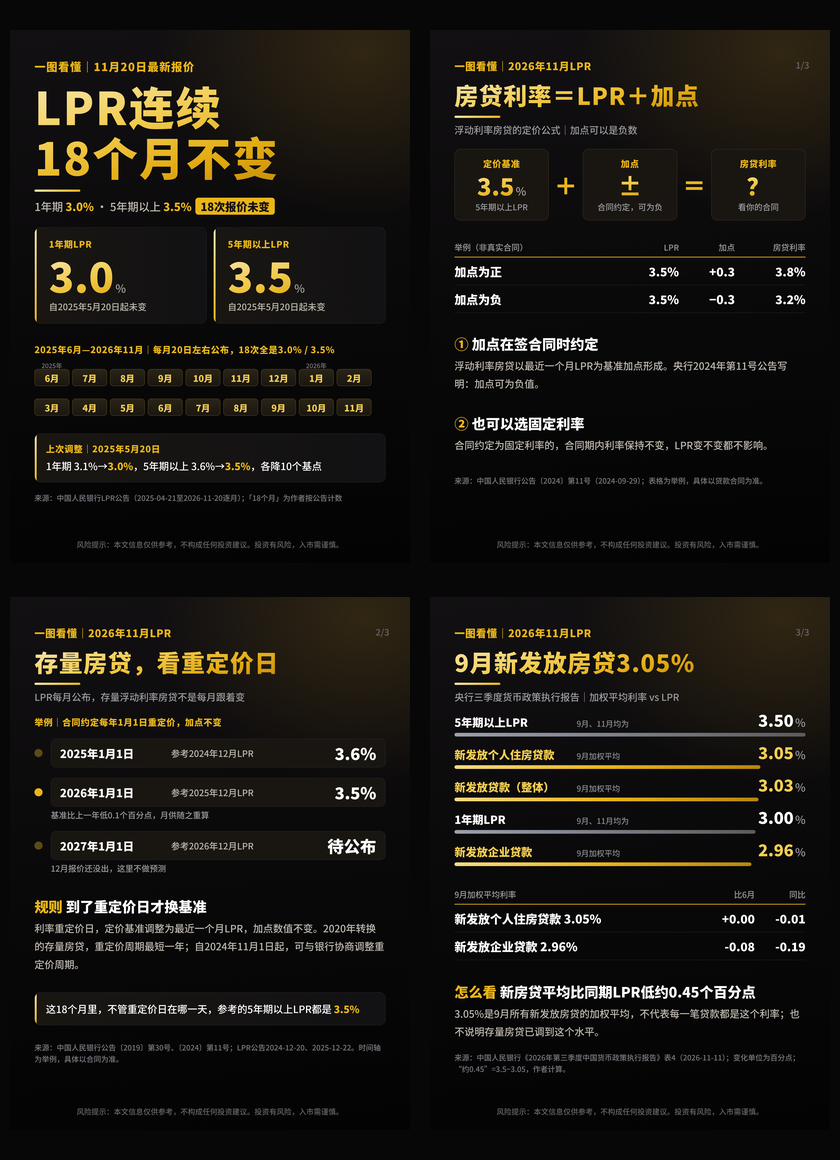 一图看懂｜11月20日最新报价
LPR连续
18个月不变
1年期 3.0% · 5年期以上 3.5% 18次报价未变
1年期LPR
3.0%
自2025年5月20日起未变
5年期以上LPR
3.5%
自2025年5月20日起未变
2025年6月—2026年11月｜每月20日左右公布，18次全是3.0% / 3.5%
2025年 2026年
6月 7月 8月 9月 10月 11月 12月 1月 2月
3月 4月 5月 6月 7月 8月 9月 10月 11月
上次调整｜2025年5月20日
1年期 3.1%→3.0%，5年期以上 3.6%→3.5%，各降10个基点
来源：中国人民银行LPR公告（2025-04-21至2026-11-20逐月）；「18个月」为作者按公告计数
风险提示：本文信息仅供参考，不构成任何投资建议。投资有风险，入市需谨慎。
一图看懂｜2026年11月LPR
1/3
房贷利率＝LPR＋加点
浮动利率房贷的定价公式｜加点可以是负数
定价基准
3.5%
5年期以上LPR
+
加点
±
合同约定，可为负
=
房贷利率
?
看你的合同
举例（非真实合同） LPR 加点 房贷利率
加点为正 3.5% +0.3 3.8%
加点为负 3.5% −0.3 3.2%
① 加点在签合同时约定
浮动利率房贷以最近一个月LPR为基准加点形成。央行2024年第11号公告写
明：加点可为负值。
② 也可以选固定利率
合同约定为固定利率的，合同期内利率保持不变，LPR变不变都不影响。
来源：中国人民银行公告〔2024〕第11号（2024-09-29）；表格为举例，具体以贷款合同为准。
风险提示：本文信息仅供参考，不构成任何投资建议。投资有风险，入市需谨慎。
一图看懂｜2026年11月LPR
2/3
存量房贷，看重定价日
LPR每月公布，存量浮动利率房贷不是每月跟着变
举例｜合同约定每年1月1日重定价，加点不变
2025年1月1日 参考2024年12月LPR 3.6%
2026年1月1日 参考2025年12月LPR 3.5%
基准比上一年低0.1个百分点，月供随之重算
2027年1月1日 参考2026年12月LPR 待公布
12月报价还没出，这里不做预测
规则 到了重定价日才换基准
利率重定价日，定价基准调整为最近一个月LPR，加点数值不变。2020年转换
的存量房贷，重定价周期最短一年；自2024年11月1日起，可与银行协商调整重
定价周期。
这18个月里，不管重定价日在哪一天，参考的5年期以上LPR都是 3.5%
来源：中国人民银行公告〔2019〕第30号、〔2024〕第11号；LPR公告2024-12-20、2025-12-22。时间轴
为举例，具体以合同为准。
风险提示：本文信息仅供参考，不构成任何投资建议。投资有风险，入市需谨慎。
一图看懂｜2026年11月LPR
3/3
9月新发放房贷3.05%
央行三季度货币政策执行报告｜加权平均利率 vs LPR
5年期以上LPR 9月、11月均为 3.50%
新发放个人住房贷款 9月加权平均 3.05%
新发放贷款（整体） 9月加权平均 3.03%
1年期LPR 9月、11月均为 3.00%
新发放企业贷款 9月加权平均 2.96%
9月加权平均利率 比6月 同比
新发放个人住房贷款 3.05% +0.00 -0.01
新发放企业贷款 2.96% -0.08 -0.19
怎么看 新房贷平均比同期LPR低约0.45个百分点
3.05%是9月所有新发放房贷的加权平均，不代表每一笔贷款都是这个利率；也
不说明存量房贷已调到这个水平。
来源：中国人民银行《2026年第三季度中国货币政策执行报告》表4（2026-11-11）；变化单位为百分点；
“约0.45”=3.5−3.05，作者计算。
风险提示：本文信息仅供参考，不构成任何投资建议。投资有风险，入市需谨慎。